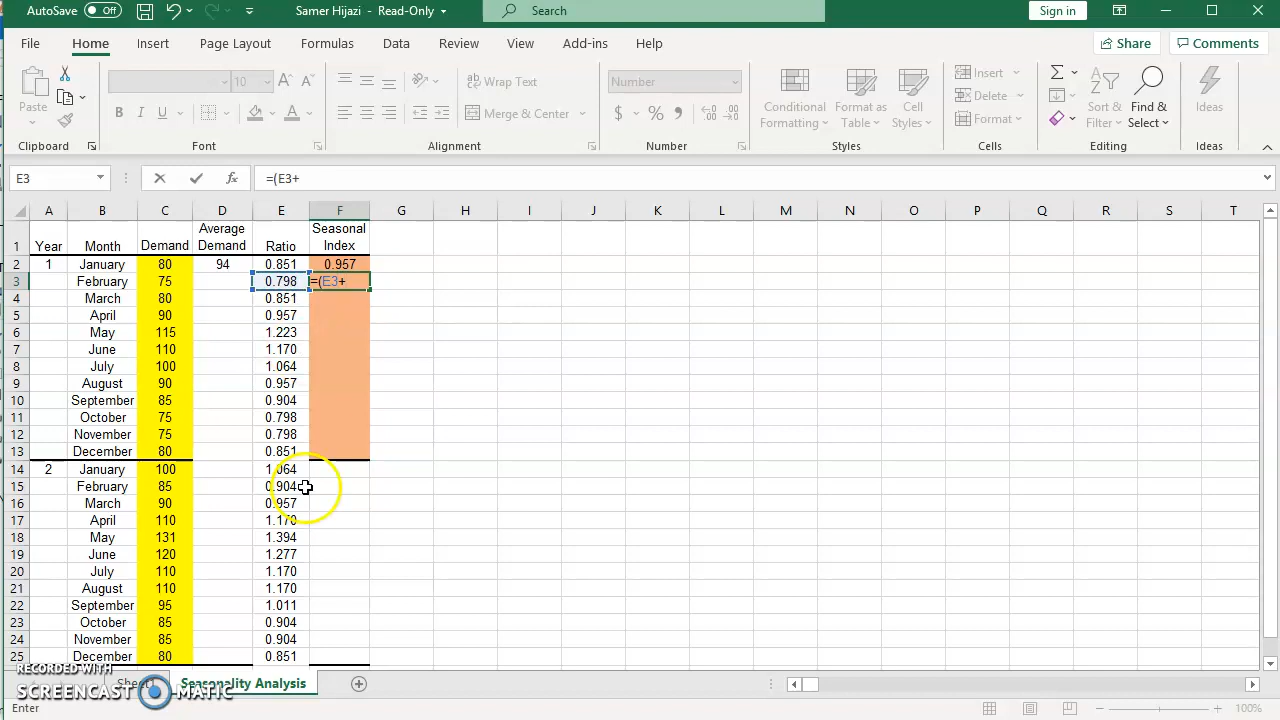 AutoSave Off Samer Hijazi - Read-Only Search Sign in
File Home Insert Page Layout Formulas Data Review View Add-ins Help Share Comments
Paste 10 Wrap Text Number Conditional Format as Cell Insert Sort & Find & Ideas
B I U Merge & Center $ % Formatting Table Styles Delete Filter Select
Format
Clipboard Font Alignment Number Styles Cells Editing Ideas
E3 fx =(E3+
A B C D E F G H I J K L M N O P Q R S T
Average Seasonal
1 Year Month Demand Demand Ratio Index
2 1 January 80 94 0.851 0.957
3 February 75 0.798 =(E3+
4 March 80 0.851
5 April 90 0.957
6 May 115 1.223
7 June 110 1.170
8 July 100 1.064
9 August 90 0.957
10 September 85 0.904
11 October 75 0.798
12 November 75 0.798
13 December 80 0.851
14 2 January 100 1.064
15 February 85 0.904
16 March 90 0.957
17 April 110 1.170
18 May 131 1.394
19 June 120 1.277
20 July 110 1.170
21 August 110 1.170
22 September 95 1.011
23 October 85 0.904
24 November 85 0.904
25 December 80 0.851
RECORDED WITH
SCREENCAST MATIC
Sheet1 Seasonality Analysis
Enter 100%